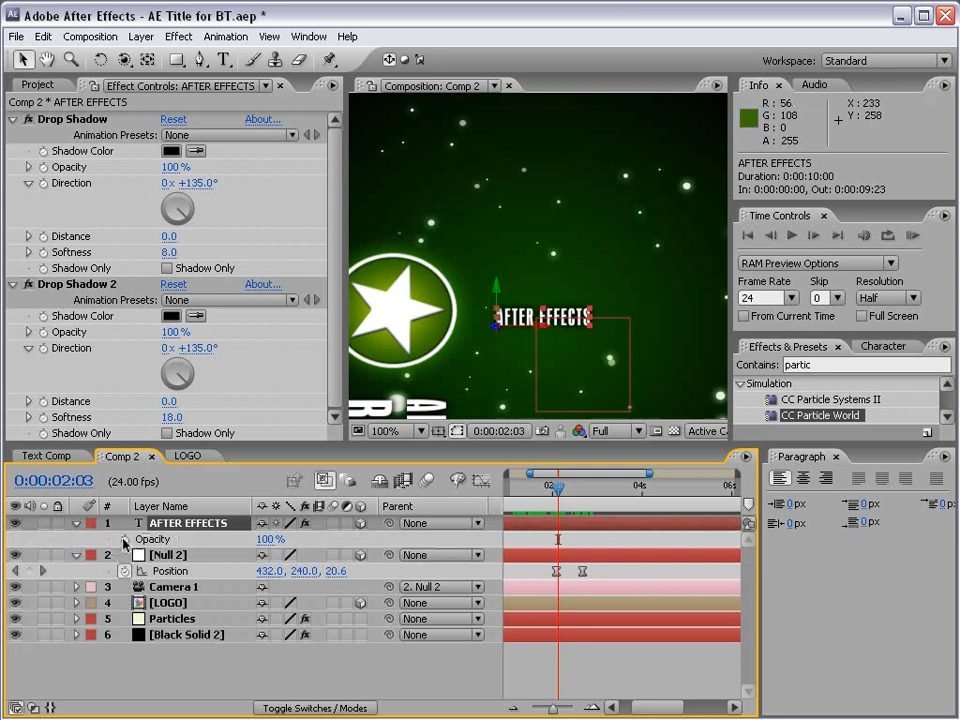 Adobe After Effects - AE Title for BT.aep *
File Edit Composition Layer Effect Animation View Window Help
Workspace: Standard
Project Effect Controls: AFTER EFFECTS
Comp 2 * AFTER EFFECTS
Drop Shadow Reset About...
Animation Presets: None
Shadow Color
Opacity 100 %
Direction 0 x +135.0°
Distance 0.0
Softness 8.0
Shadow Only Shadow Only
Drop Shadow 2 Reset About...
Animation Presets: None
Shadow Color
Opacity 100 %
Direction 0 x +135.0°
Distance 0.0
Softness 18.0
Shadow Only Shadow Only
Composition: Comp 2
AFTER EFFECTS
100% 0:00:02:03 Full Active C
Info Audio
R : 56 X : 233
G : 108 Y : 258
B : 0
A : 255
AFTER EFFECTS
Duration: 0:00:10:00
In: 0:00:00:00, Out: 0:00:09:23
Time Controls
RAM Preview Options
Frame Rate Skip Resolution
24 0 Half
From Current Time Full Screen
Effects & Presets Character
Contains: partic
Simulation
CC Particle Systems II
CC Particle World
Text Comp Comp 2 LOGO
0:00:02:03 (24.00 fps)
02s 04s 06s
# Layer Name Parent
1 T AFTER EFFECTS None
Opacity 100 %
2 [Null 2] None
Position 432.0, 240.0, 20.6
3 Camera 1 2. Null 2
4 [LOGO] None
5 Particles None
6 [Black Solid 2] None
Toggle Switches / Modes
Paragraph
0 px 0 px 0 px
0 px 0 px